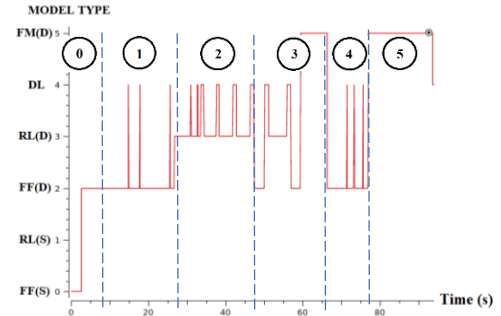 MODEL TYPE
FM(D) 5
0 1 2 3 4 5
DL 4
RL(D) 3
FF(D) 2
RL(S) 1
FF(S) 0
0 20 40 60 80
Time (s)